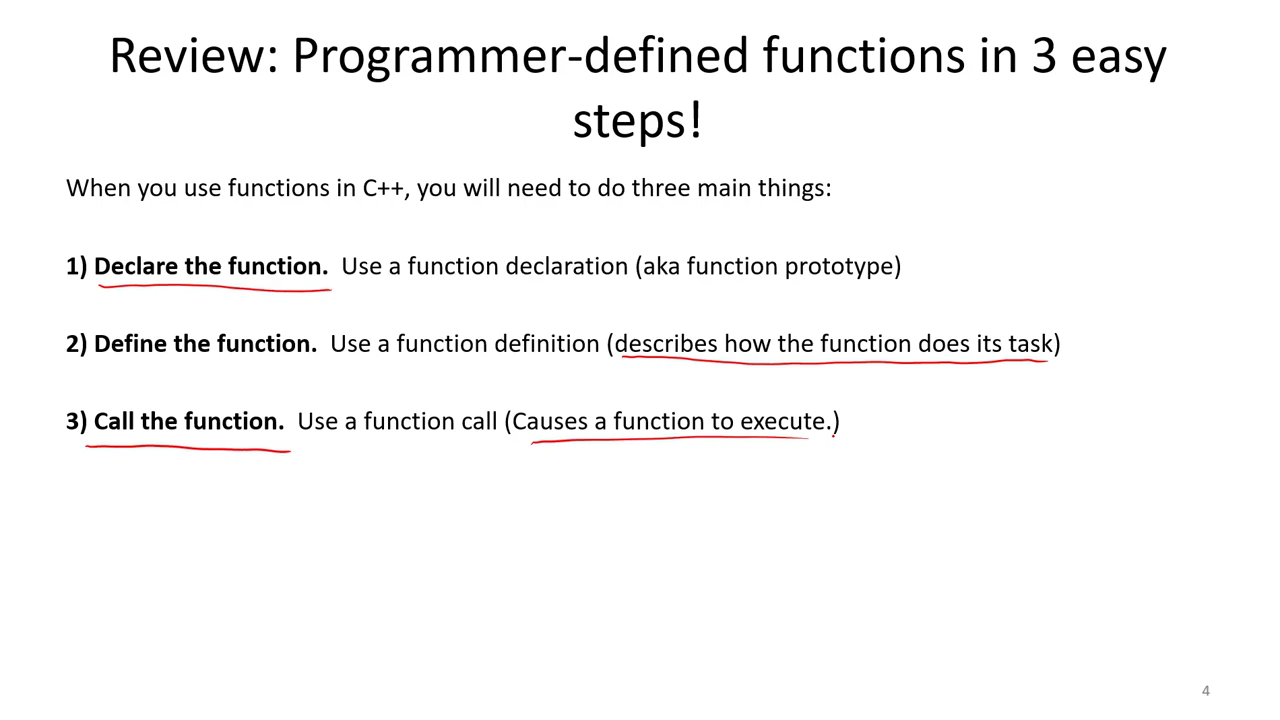 Review: Programmer-defined functions in 3 easy
steps!
When you use functions in C++, you will need to do three main things:
1) Declare the function. Use a function declaration (aka function prototype)
2) Define the function. Use a function definition (describes how the function does its task)
3) Call the function. Use a function call (Causes a function to execute.)
4